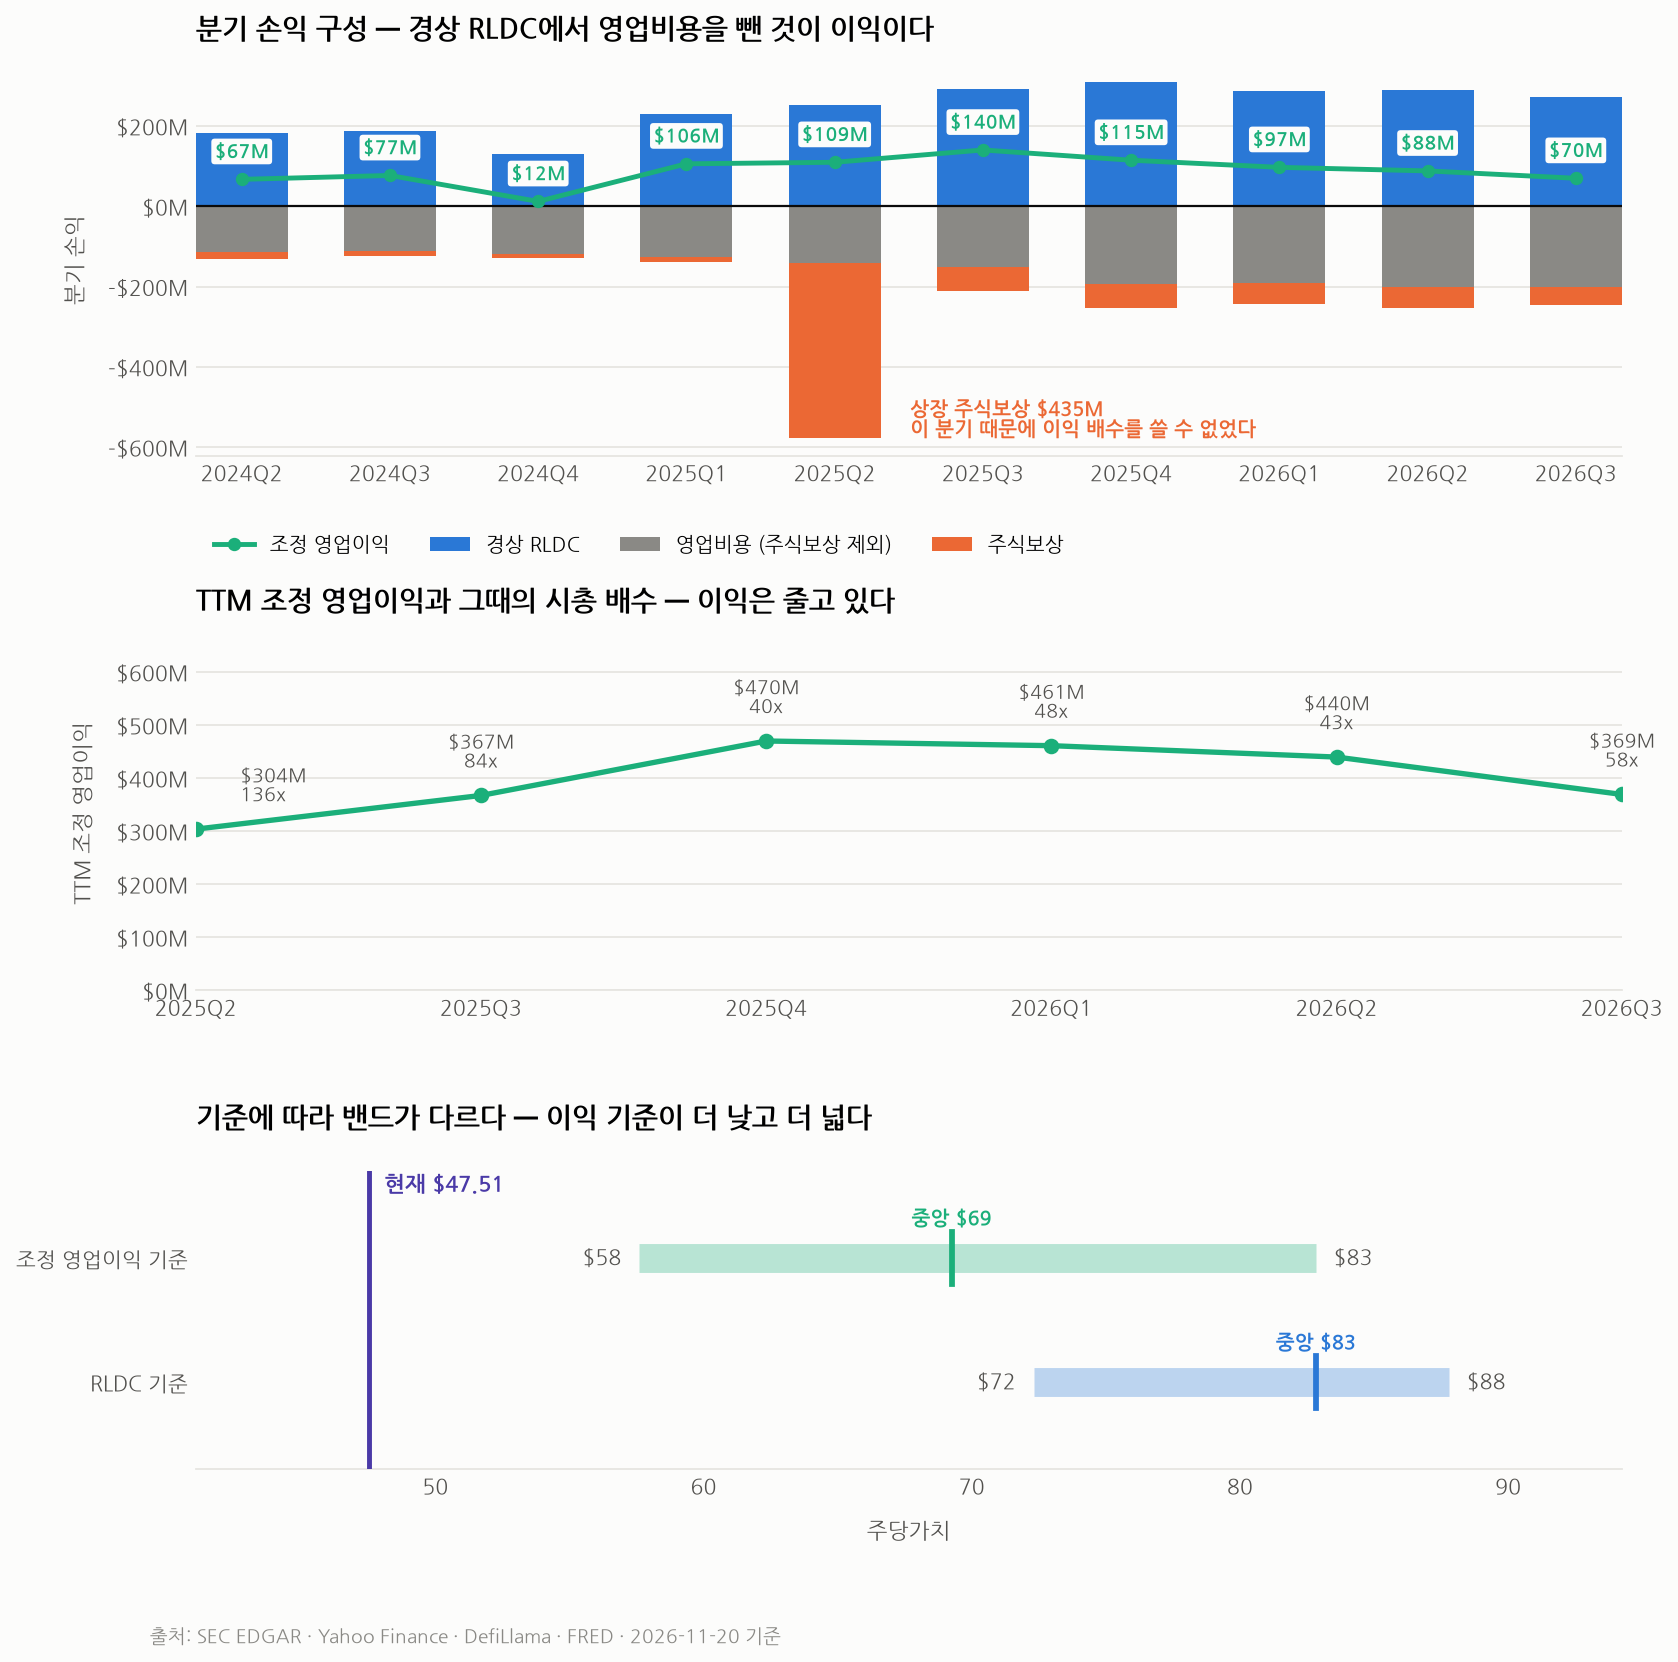 분기 손익 구성 — 경상 RLDC에서 영업비용을 뺀 것이 이익이다
분기 손익
$200M
$0M
-$200M
-$400M
-$600M
$67M
$77M
$12M
$106M
$109M
$140M
$115M
$97M
$88M
$70M
상장 주식보상 $435M
이 분기 때문에 이익 배수를 쓸 수 없었다
2024Q2
2024Q3
2024Q4
2025Q1
2025Q2
2025Q3
2025Q4
2026Q1
2026Q2
2026Q3
조정 영업이익
경상 RLDC
영업비용 (주식보상 제외)
주식보상
TTM 조정 영업이익과 그때의 시총 배수 — 이익은 줄고 있다
TTM 조정 영업이익
$600M
$500M
$400M
$300M
$200M
$100M
$0M
$304M
136x
$367M
84x
$470M
40x
$461M
48x
$440M
43x
$369M
58x
2025Q2
2025Q3
2025Q4
2026Q1
2026Q2
2026Q3
기준에 따라 밴드가 다르다 — 이익 기준이 더 낮고 더 넓다
현재 $47.51
조정 영업이익 기준
$58
중앙 $69
$83
RLDC 기준
$72
중앙 $83
$88
50
60
70
80
90
주당가치
출처: SEC EDGAR · Yahoo Finance · DefiLlama · FRED · 2026-11-20 기준